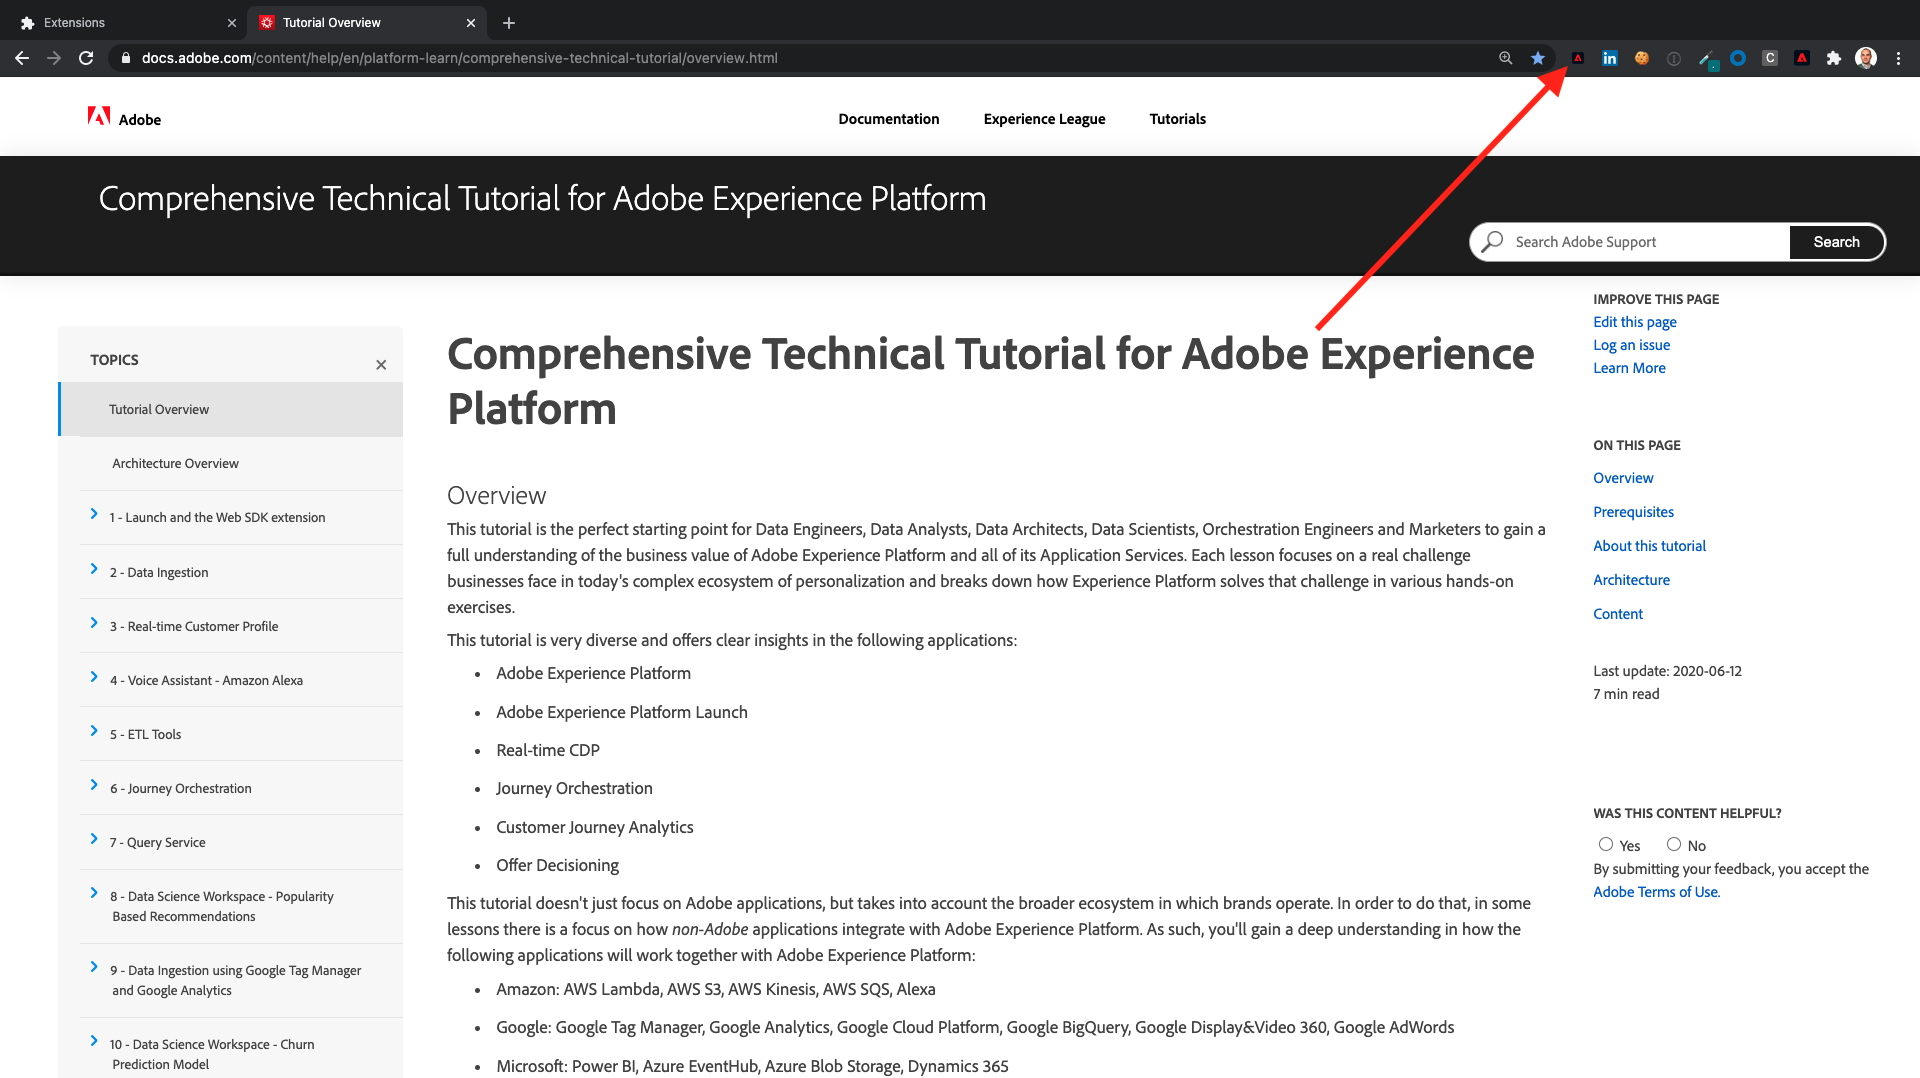 Extensions
Tutorial Overview
docs.adobe.com/content/help/en/platform-learn/comprehensive-technical-tutorial/overview.html
in
C
Adobe
Documentation
Experience League
Tutorials
Comprehensive Technical Tutorial for Adobe Experience Platform
Search Adobe Support
Search
TOPICS
Tutorial Overview
Architecture Overview
1 - Launch and the Web SDK extension
2 - Data Ingestion
3 - Real-time Customer Profile
4 - Voice Assistant - Amazon Alexa
5 - ETL Tools
6 - Journey Orchestration
7 - Query Service
8 - Data Science Workspace - Popularity
Based Recommendations
9 - Data Ingestion using Google Tag Manager
and Google Analytics
10 - Data Science Workspace - Churn
Prediction Model
Comprehensive Technical Tutorial for Adobe Experience
Platform
Overview
This tutorial is the perfect starting point for Data Engineers, Data Analysts, Data Architects, Data Scientists, Orchestration Engineers and Marketers to gain a
full understanding of the business value of Adobe Experience Platform and all of its Application Services. Each lesson focuses on a real challenge
businesses face in today's complex ecosystem of personalization and breaks down how Experience Platform solves that challenge in various hands-on
exercises.
This tutorial is very diverse and offers clear insights in the following applications:
• Adobe Experience Platform
• Adobe Experience Platform Launch
• Real-time CDP
• Journey Orchestration
• Customer Journey Analytics
• Offer Decisioning
This tutorial doesn't just focus on Adobe applications, but takes into account the broader ecosystem in which brands operate. In order to do that, in some
lessons there is a focus on how non-Adobe applications integrate with Adobe Experience Platform. As such, you'll gain a deep understanding in how the
following applications will work together with Adobe Experience Platform:
• Amazon: AWS Lambda, AWS S3, AWS Kinesis, AWS SQS, Alexa
• Google: Google Tag Manager, Google Analytics, Google Cloud Platform, Google BigQuery, Google Display&Video 360, Google AdWords
• Microsoft: Power BI, Azure EventHub, Azure Blob Storage, Dynamics 365
IMPROVE THIS PAGE
Edit this page
Log an issue
Learn More
ON THIS PAGE
Overview
Prerequisites
About this tutorial
Architecture
Content
Last update: 2020-06-12
7 min read
WAS THIS CONTENT HELPFUL?
Yes
No
By submitting your feedback, you accept the
Adobe Terms of Use.